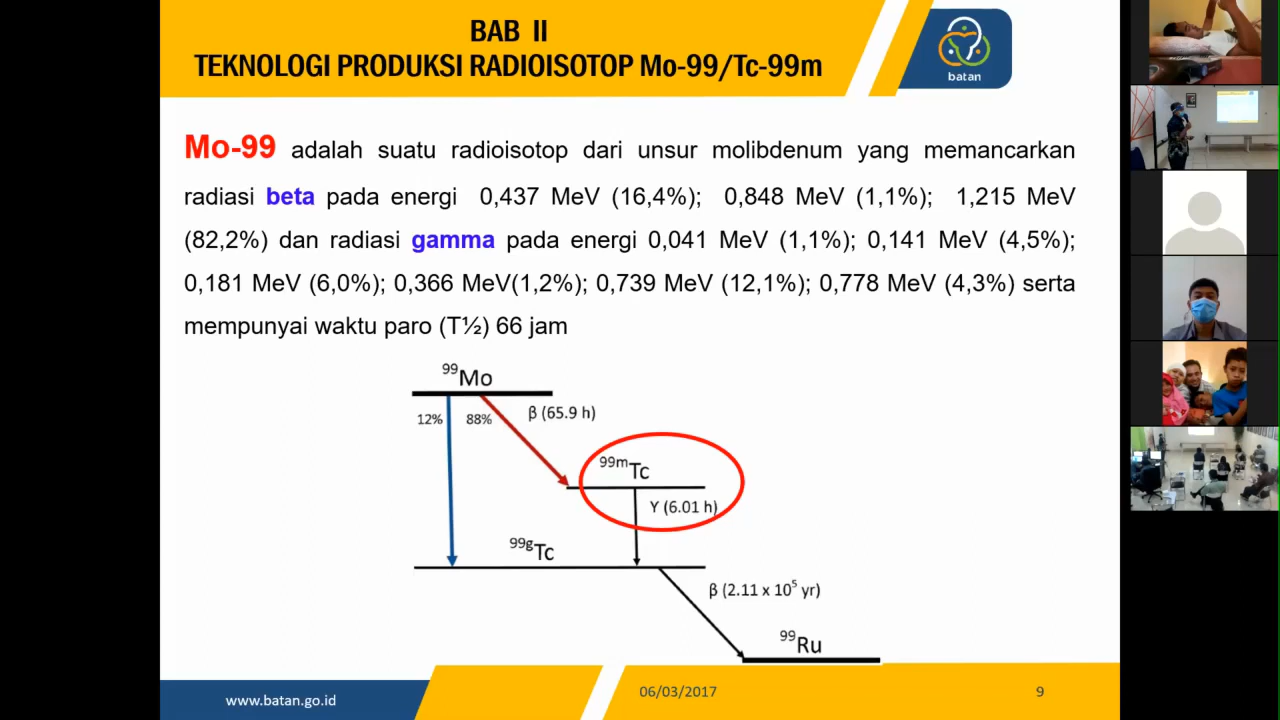 BAB II
TEKNOLOGI PRODUKSI RADIOISOTOP Mo-99/Tc-99m
batan
Mo-99 adalah suatu radioisotop dari unsur molibdenum yang memancarkan
radiasi beta pada energi 0,437 MeV (16,4%); 0,848 MeV (1,1%); 1,215 MeV
(82,2%) dan radiasi gamma pada energi 0,041 MeV (1,1%); 0,141 MeV (4,5%);
0,181 MeV (6,0%); 0,366 MeV(1,2%); 0,739 MeV (12,1%); 0,778 MeV (4,3%) serta
mempunyai waktu paro (T½) 66 jam
⁹⁹Mo
12% 88% β (65.9 h)
⁹⁹ᵐTc
Y (6.01 h)
⁹⁹ᵍTc
β (2.11 x 10⁵ yr)
⁹⁹Ru
www.batan.go.id 06/03/2017 9